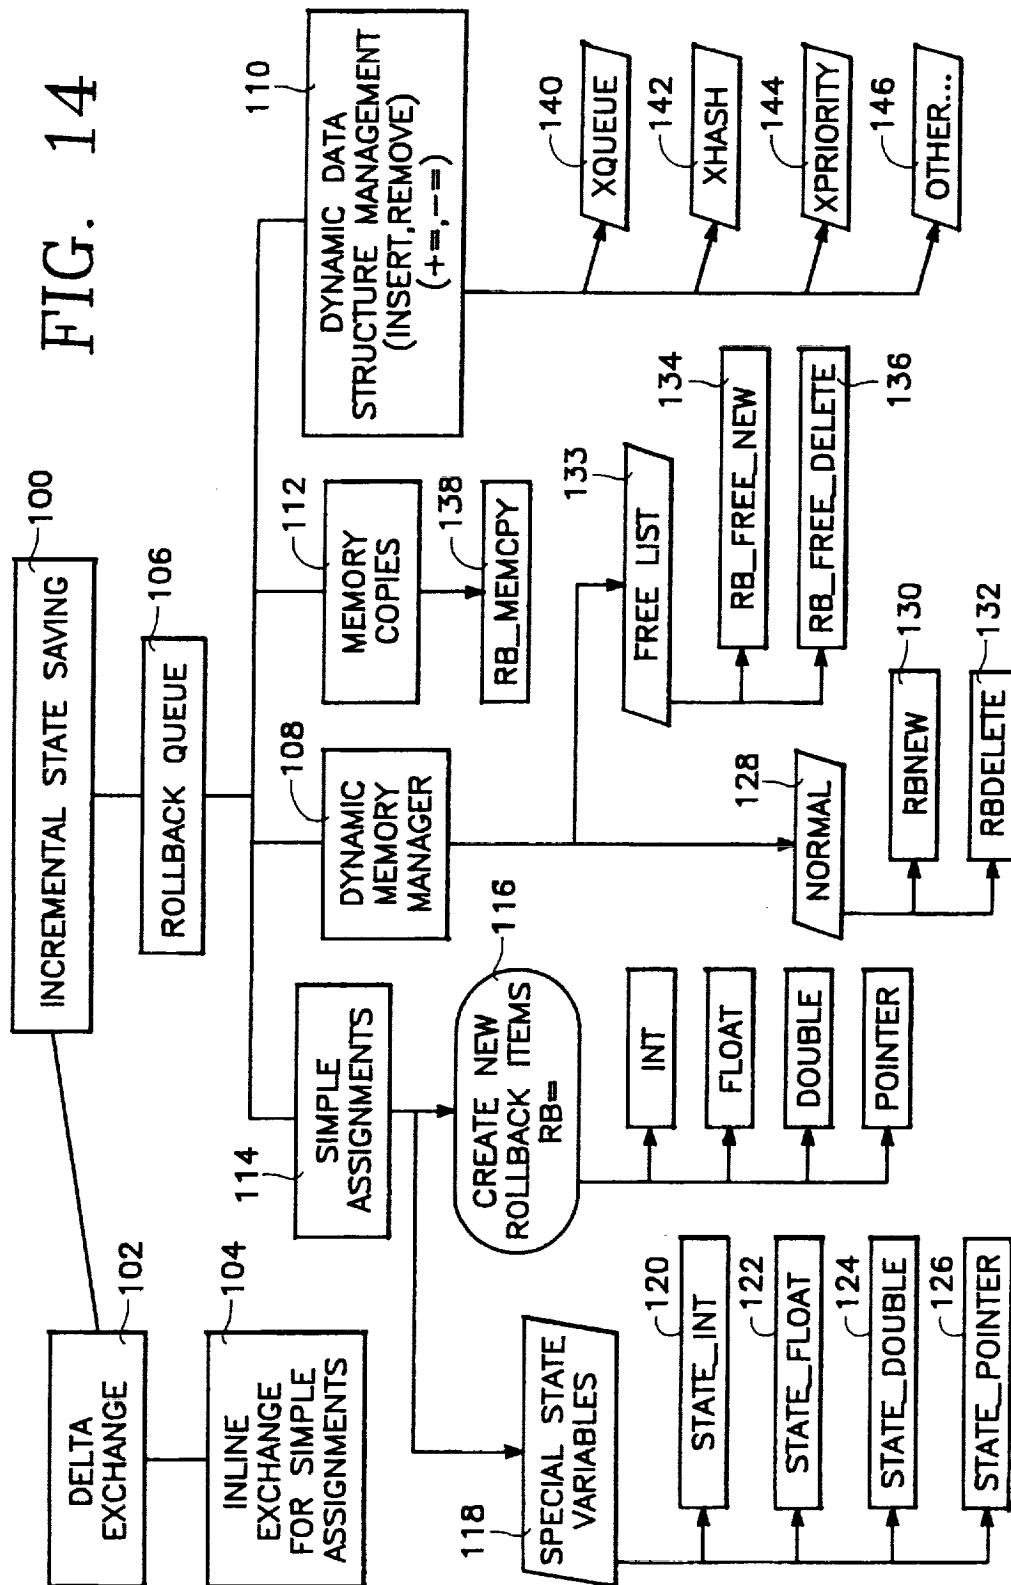 FIG. 14
INCREMENTAL STATE SAVING
100
DELTA
EXCHANGE
102
INLINE
EXCHANGE
FOR SIMPLE
ASSIGNMENTS
104
ROLLBACK QUEUE
106
114
SIMPLE
ASSIGNMENTS
DYNAMIC
MEMORY
MANAGER
108
MEMORY
COPIES
112
RB_MEMCPY
138
DYNAMIC DATA
STRUCTURE MANAGEMENT
(INSERT,REMOVE)
(+=,-=)
110
118
SPECIAL STATE
VARIABLES
STATE_INT
120
STATE_FLOAT
122
STATE_DOUBLE
124
STATE_POINTER
126
CREATE NEW
ROLLBACK ITEMS
RB=
116
INT
FLOAT
DOUBLE
POINTER
NORMAL
128
RBNEW
130
RBDELETE
132
FREE LIST
133
RB_FREE_NEW
134
RB_FREE_DELETE
136
XQUEUE
140
XHASH
142
XPRIORITY
144
OTHER...
146